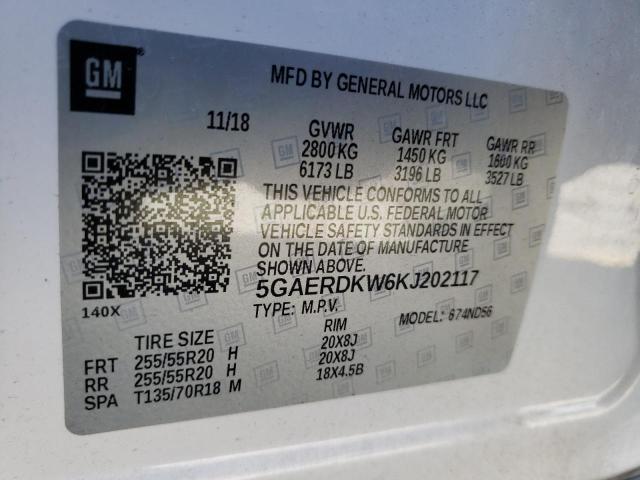 GM
MFD BY GENERAL MOTORS LLC
11/18 GVWR GAWR FRT GAWR RR
2800 KG 1450 KG 1600 KG
6173 LB 3196 LB 3527 LB
THIS VEHICLE CONFORMS TO ALL
APPLICABLE U.S. FEDERAL MOTOR
VEHICLE SAFETY STANDARDS IN EFFECT
ON THE DATE OF MANUFACTURE
SHOWN ABOVE.
140X 5GAERDKW6KJ202117
TYPE: M.P.V. MODEL: 674ND56
TIRE SIZE RIM
FRT 255/55R20 H 20X8J
RR 255/55R20 H 20X8J
SPA T135/70R18 M 18X4.5B